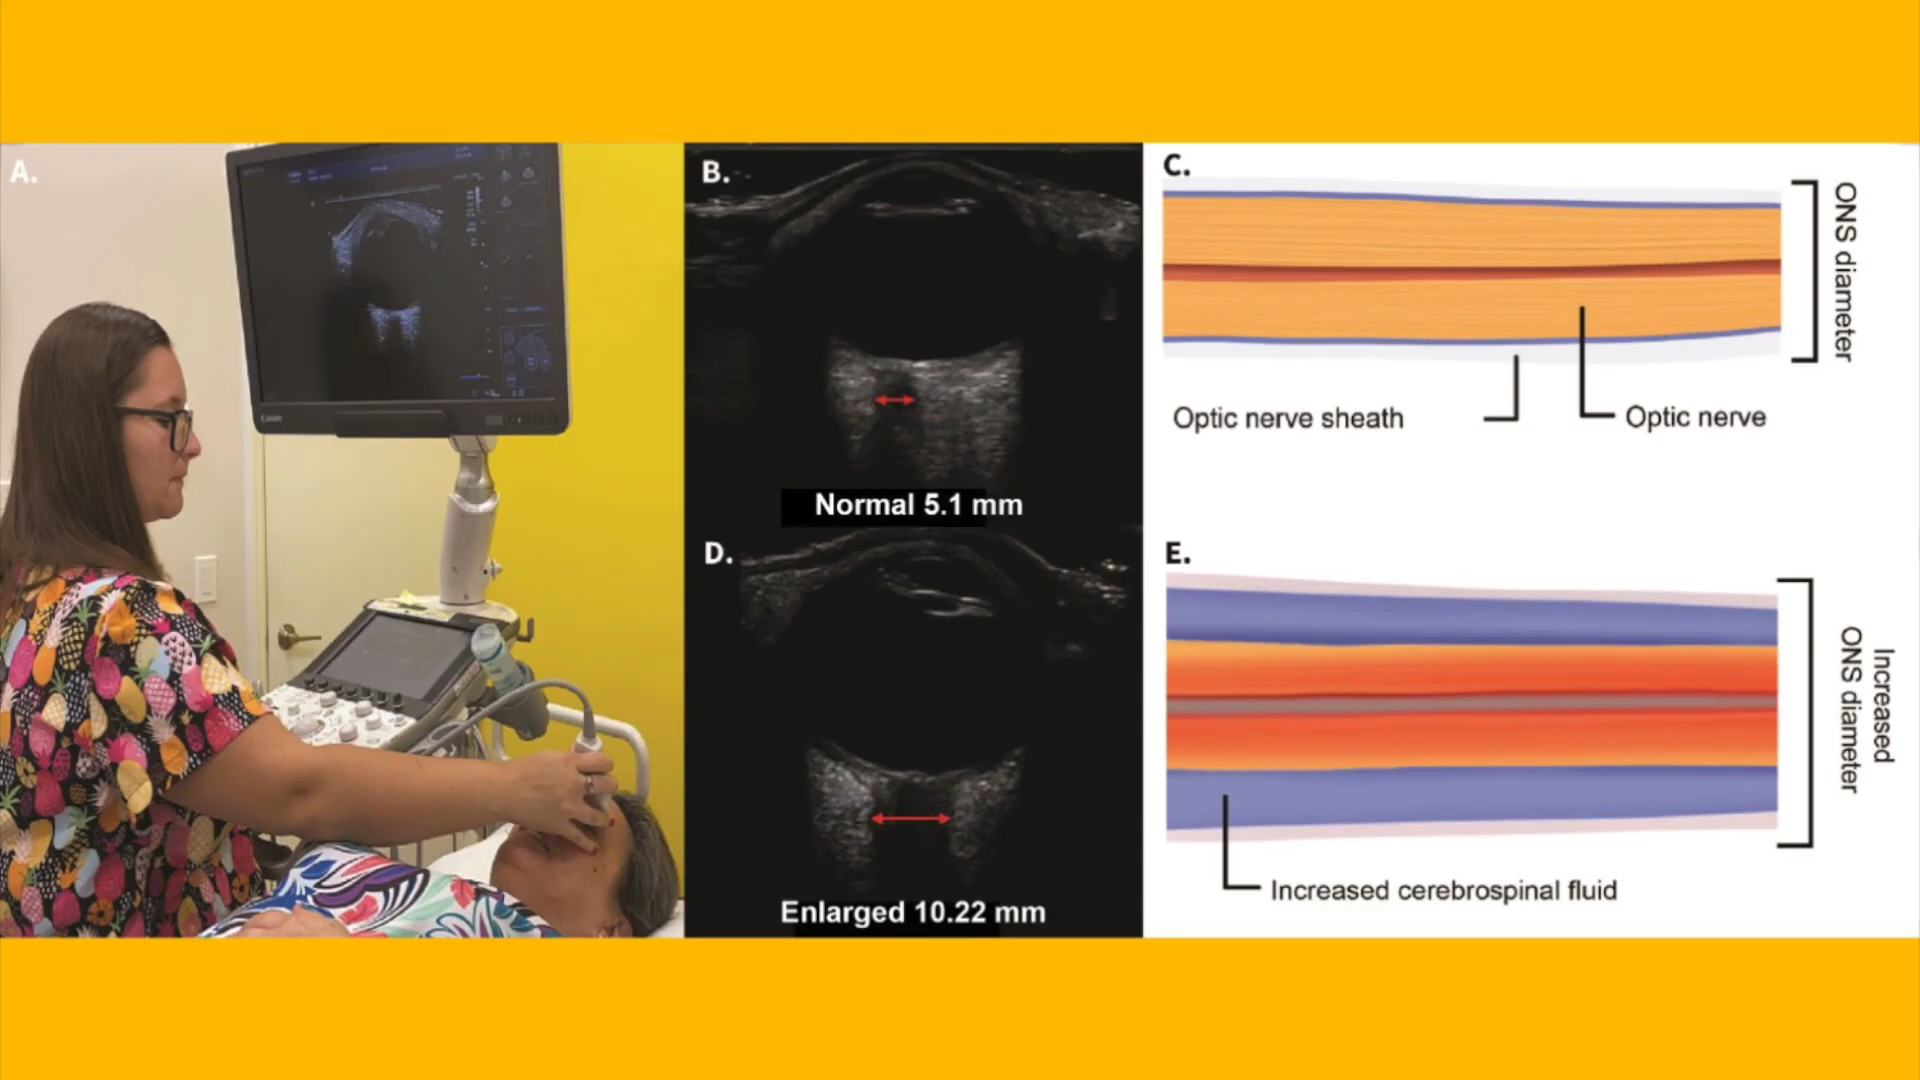 A.
Canon
B.
Normal 5.1 mm
D.
Enlarged 10.22 mm
C.
ONS diameter
Optic nerve sheath
Optic nerve
E.
Increased
ONS diameter
Increased cerebrospinal fluid